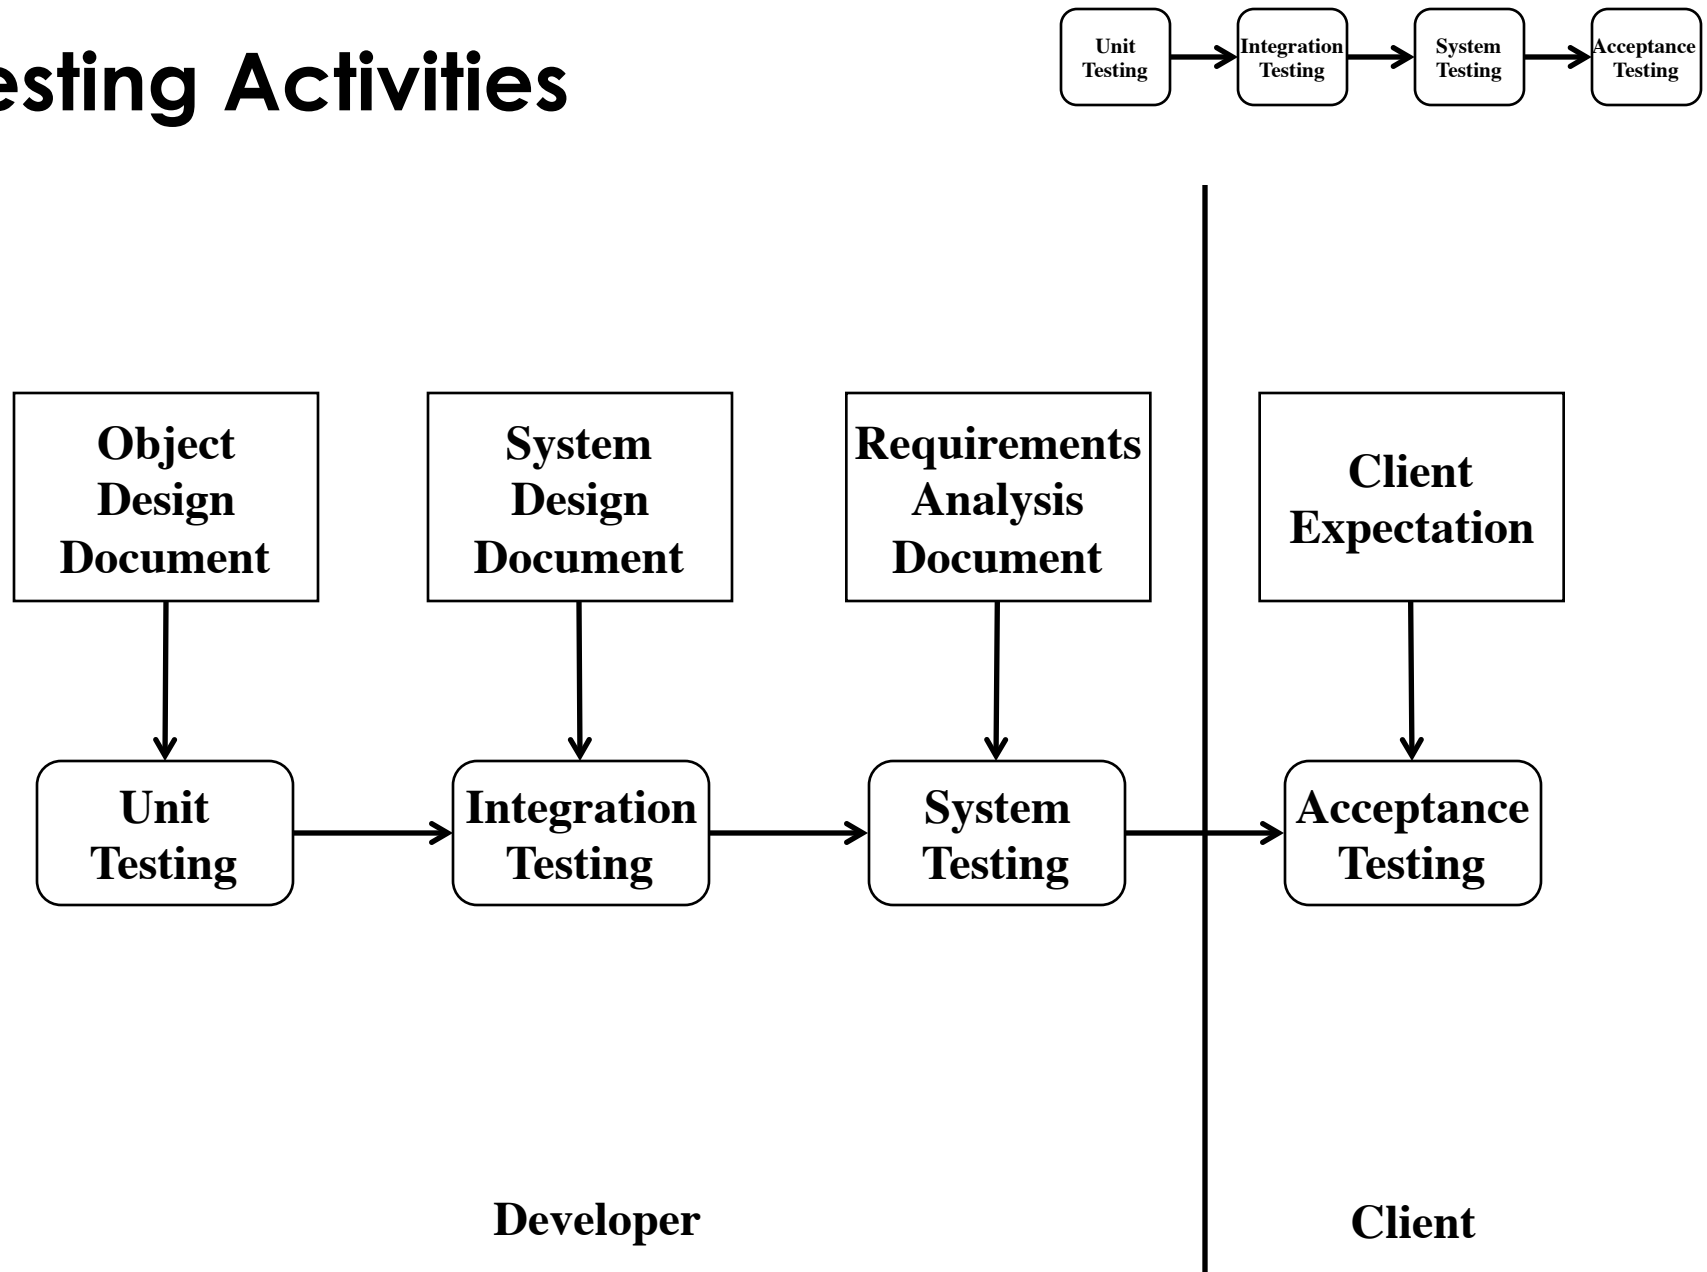 esting Activities
Unit
Testing
Integration
Testing
System
Testing
Acceptance
Testing
Object
Design
Document
System
Design
Document
Requirements
Analysis
Document
Client
Expectation
Unit
Testing
Integration
Testing
System
Testing
Acceptance
Testing
Developer
Client